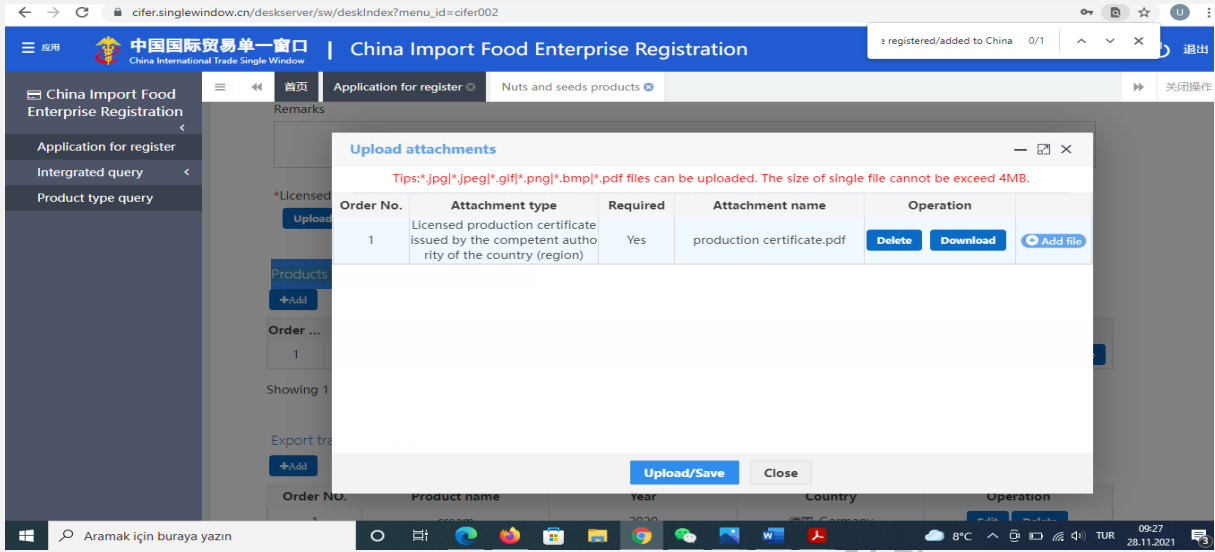 cifer.singlewindow.cn/deskserver/sw/deskIndex?menu_id=cifer002
U
应用
中国国际贸易单一窗口 | China Import Food Enterprise Registration
China International Trade Single Window
registered/added to China 0/1
退出
China Import Food
Enterprise Registration
Application for register
Intergrated query
Product type query
首页 Application for register Nuts and seeds products 关闭操作
Remarks
*Licensed
Upload
Products
+Add
Order ...
1
Showing 1
Export tra
+Add
Order NO. Product name Year Country Operation
Upload attachments
Tips:*.jpg|*.jpeg|*.gif|*.png|*.bmp|*.pdf files can be uploaded. The size of single file cannot be exceed 4MB.
Order No. Attachment type Required Attachment name Operation
Licensed production certificate
1 issued by the competent autho Yes production certificate.pdf Delete Download Add file
rity of the country (region)
Upload/Save Close
Aramak için buraya yazın
8°C TUR 09:27
28.11.2021
3